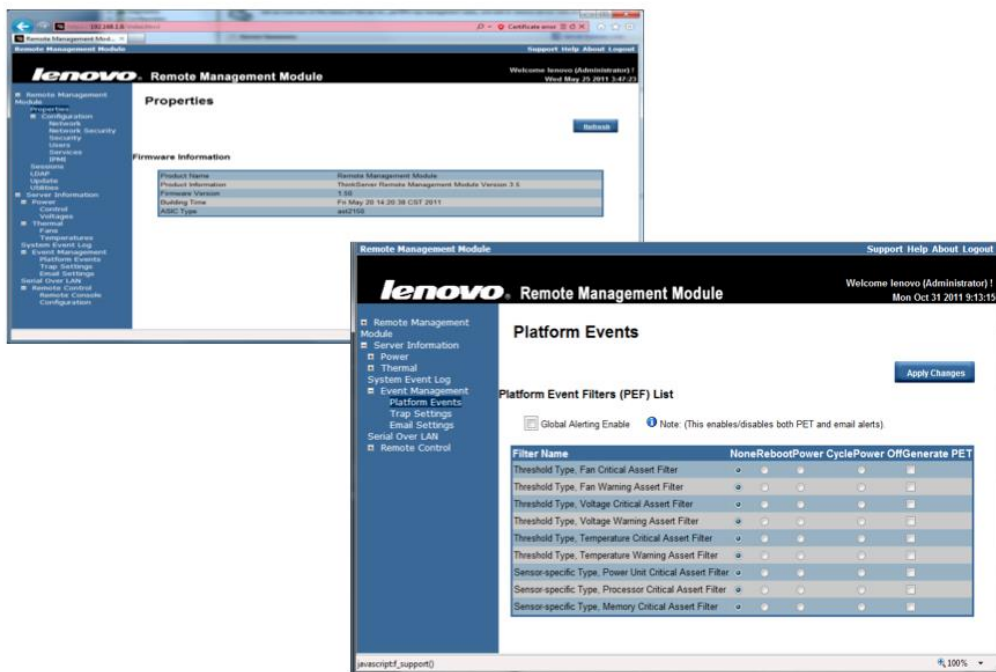 192.168.1.8/index.html
Certificate error
Remote Management Mod...
Remote Management Module
Support Help About Logout
lenovo. Remote Management Module
Welcome lenovo (Administrator) !
Wed May 25 2011 3:47:23
Remote Management Module
Properties
Configuration
Network
Network Security
Security
Users
Services
IPMI
Sessions
LDAP
Update
Utilities
Server Information
Power
Control
Voltages
Thermal
Fans
Temperatures
System Event Log
Event Management
Platform Events
Trap Settings
Email Settings
Serial Over LAN
Remote Control
Remote Console
Configuration
Properties
Refresh
Firmware Information
Product Name Remote Management Module
Product Information ThinkServer Remote Management Module Version 3.5
Firmware Version 1.50
Building Time Fri May 20 14:20:38 CST 2011
ASIC Type ast2150
Remote Management Module
Support Help About Logout
lenovo. Remote Management Module
Welcome lenovo (Administrator) !
Mon Oct 31 2011 9:13:15
Remote Management
Module
Server Information
Power
Thermal
System Event Log
Event Management
Platform Events
Trap Settings
Email Settings
Serial Over LAN
Remote Control
Platform Events
Apply Changes
Platform Event Filters (PEF) List
Global Alerting Enable Note: (This enables/disables both PET and email alerts).
Filter Name None Reboot Power Cycle Power Off Generate PET
Threshold Type, Fan Critical Assert Filter
Threshold Type, Fan Warning Assert Filter
Threshold Type, Voltage Critical Assert Filter
Threshold Type, Voltage Warning Assert Filter
Threshold Type, Temperature Critical Assert Filter
Threshold Type, Temperature Warning Assert Filter
Sensor-specific Type, Power Unit Critical Assert Filter
Sensor-specific Type, Processor Critical Assert Filter
Sensor-specific Type, Memory Critical Assert Filter
javascript:f_support()
100%